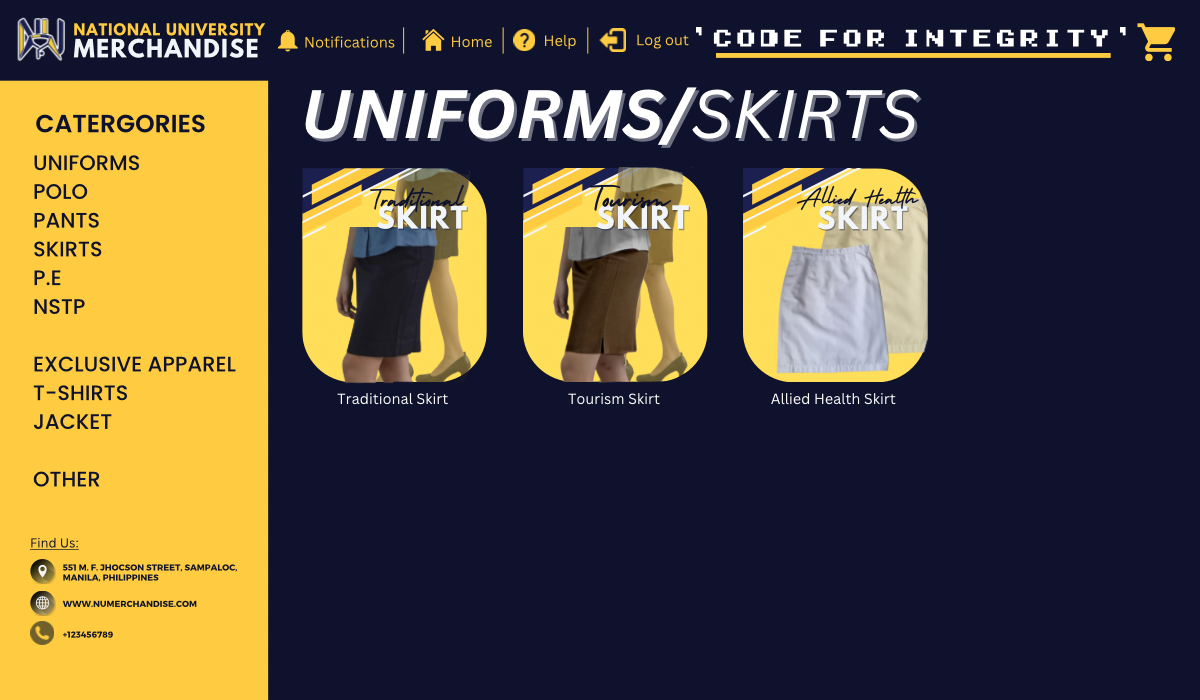 NATIONAL UNIVERSITY
MERCHANDISE
Notifications
Home
Help
Log out
'CODE FOR INTEGRITY'
CATERGORIES
UNIFORMS
POLO
PANTS
SKIRTS
P.E
NSTP
EXCLUSIVE APPAREL
T-SHIRTS
JACKET
OTHER
Find Us:
551 M. F. JHOCSON STREET, SAMPALOC,
MANILA, PHILIPPINES
WWW.NUMERCHANDISE.COM
+123456789
UNIFORMS/SKIRTS
Traditional
SKIRT
Traditional Skirt
Tourism
SKIRT
Tourism Skirt
Allied Health
SKIRT
Allied Health Skirt